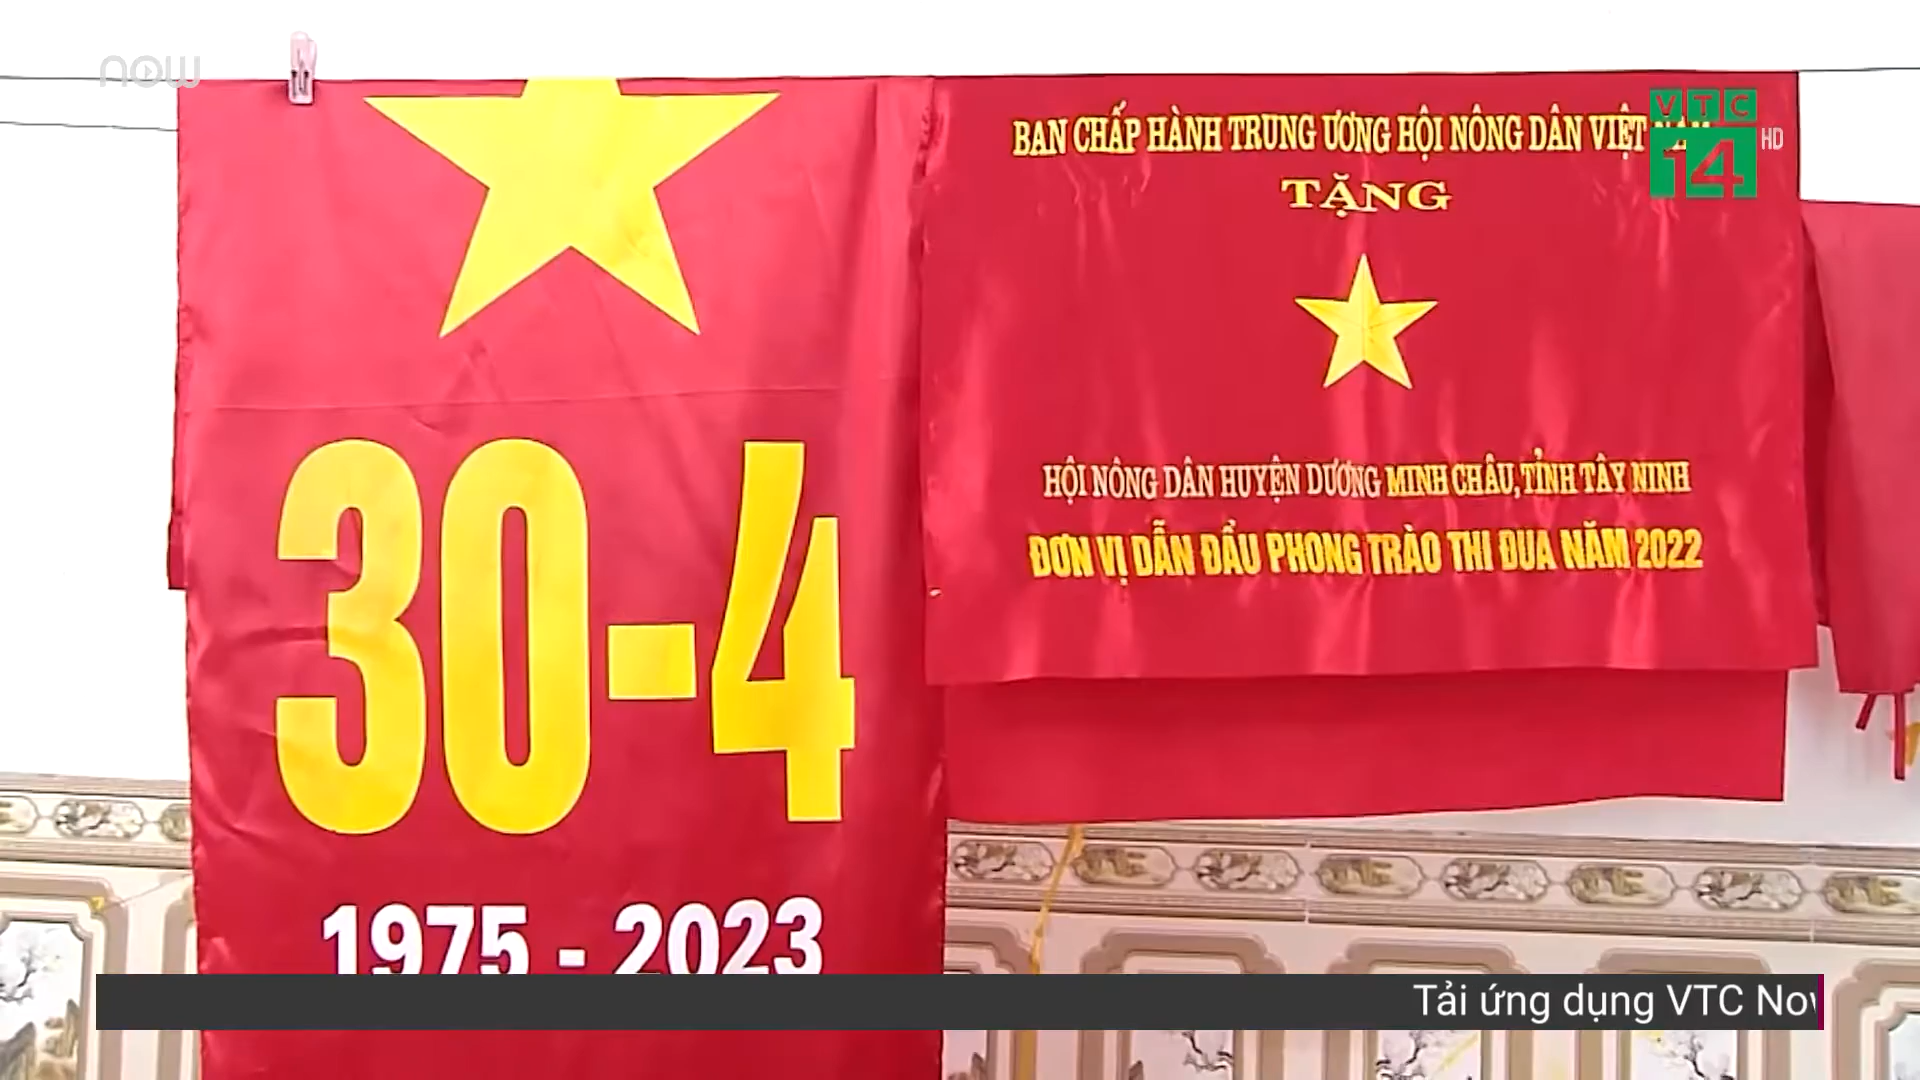 now
VTC
14 HD
30-4
1975 - 2023
BAN CHẤP HÀNH TRUNG ƯƠNG HỘI NÔNG DÂN VIỆT NAM
TẶNG
HỘI NÔNG DÂN HUYỆN DƯƠNG MINH CHÂU, TỈNH TÂY NINH
ĐƠN VỊ DẪN ĐẦU PHONG TRÀO THI ĐUA NĂM 2022
Tải ứng dụng VTC Now